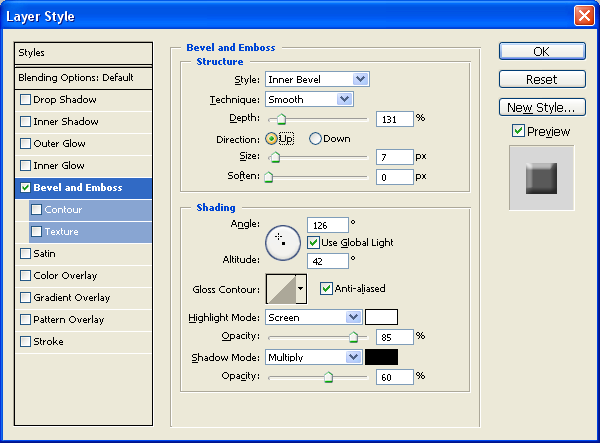 Layer Style
Styles
Blending Options: Default
Drop Shadow
Inner Shadow
Outer Glow
Inner Glow
Bevel and Emboss
Contour
Texture
Satin
Color Overlay
Gradient Overlay
Pattern Overlay
Stroke
Bevel and Emboss
Structure
Style: Inner Bevel
Technique: Smooth
Depth: 131 %
Direction: Up Down
Size: 7 px
Soften: 0 px
Shading
Angle: 126 °
Use Global Light
Altitude: 42 °
Gloss Contour: Anti-aliased
Highlight Mode: Screen
Opacity: 85 %
Shadow Mode: Multiply
Opacity: 60 %
OK
Reset
New Style...
Preview